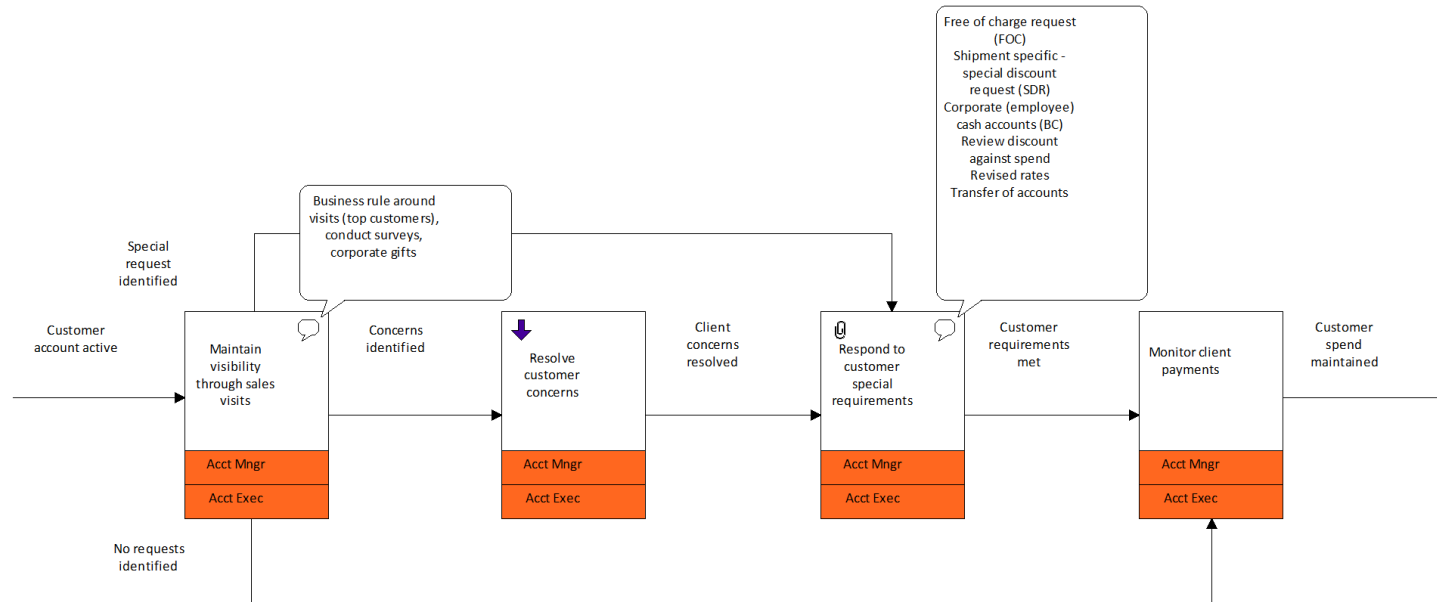 Free of charge request
(FOC)
Shipment specific -
special discount
request (SDR)
Corporate (employee)
cash accounts (BC)
Review discount
against spend
Revised rates
Transfer of accounts
Business rule around
visits (top customers),
conduct surveys,
corporate gifts
Special
request
identified
Customer
account active
Maintain
visibility
through sales
visits
Acct Mngr
Acct Exec
Concerns
identified
Resolve
customer
concerns
Acct Mngr
Acct Exec
Client
concerns
resolved
Respond to
customer
special
requirements
Acct Mngr
Acct Exec
Customer
requirements
met
Monitor client
payments
Acct Mngr
Acct Exec
Customer
spend
maintained
No requests
identified